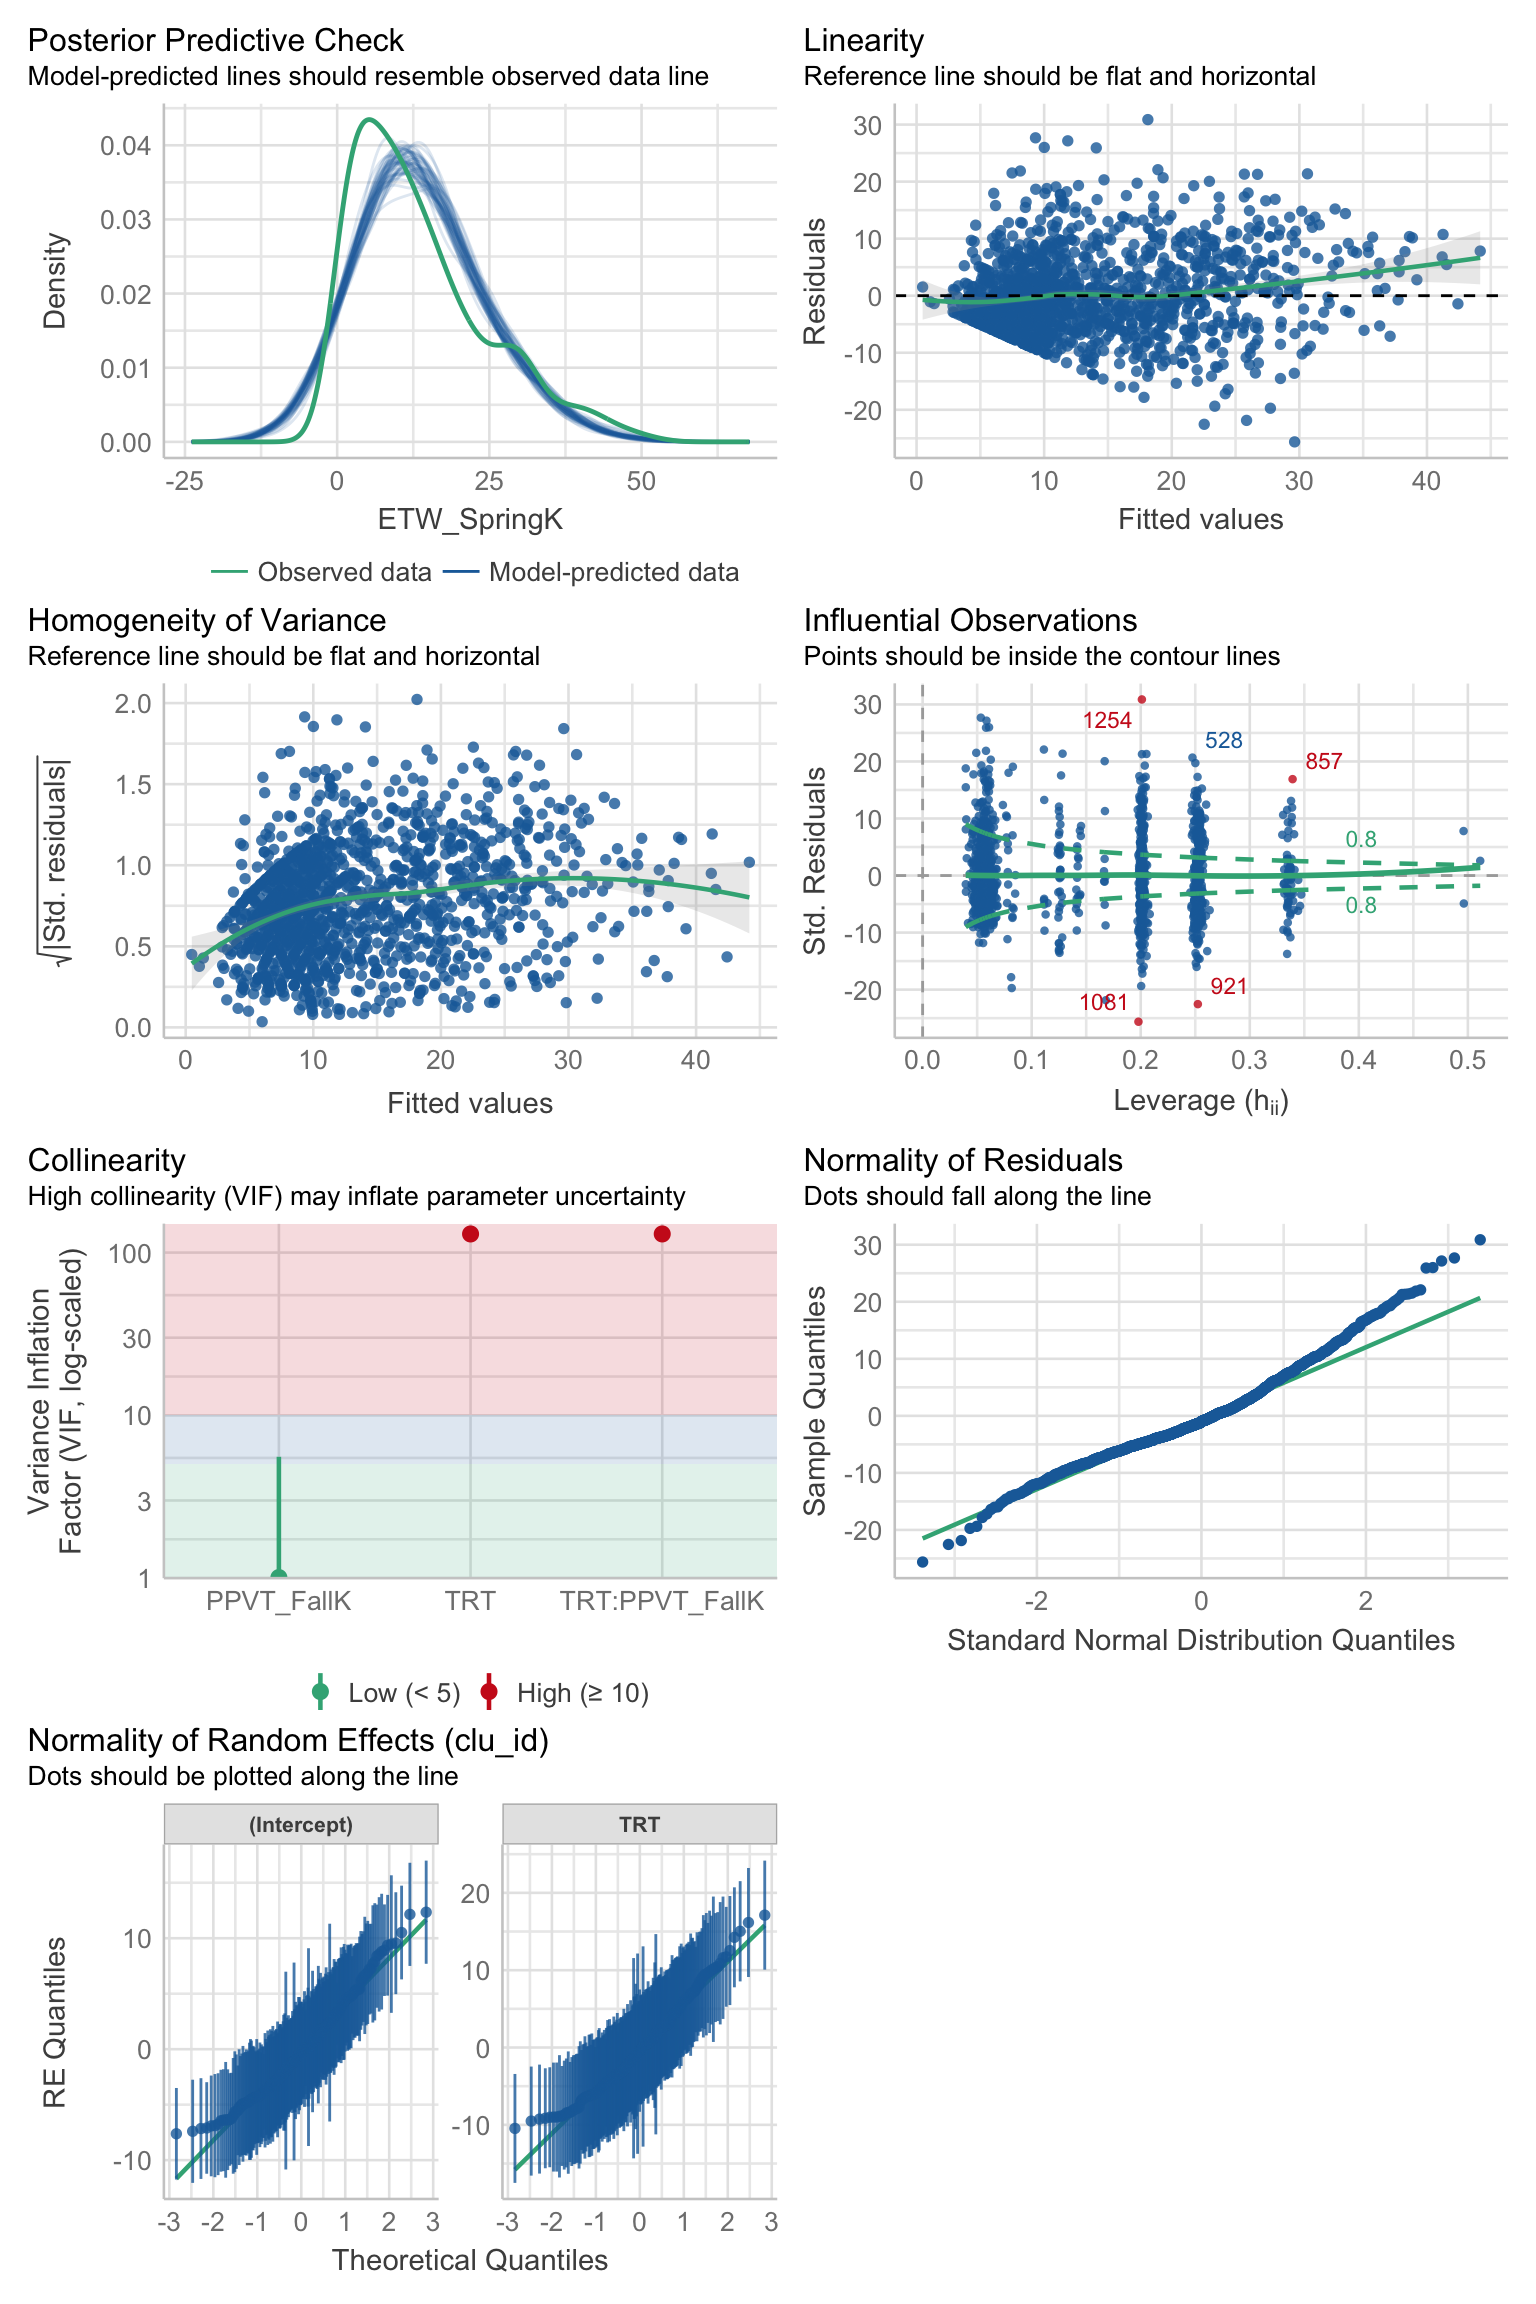 Posterior Predictive Check
Model-predicted lines should resemble observed data line
Density
0.04
0.03
0.02
0.01
0.00
-25 0 25 50
ETW_SpringK
Observed data Model-predicted data
Linearity
Reference line should be flat and horizontal
Residuals
30
20
10
0
-10
-20
0 10 20 30 40
Fitted values
Homogeneity of Variance
Reference line should be flat and horizontal
√|Std. residuals|
2.0
1.5
1.0
0.5
0.0
0 10 20 30 40
Fitted values
Influential Observations
Points should be inside the contour lines
Std. Residuals
30
20
10
0
-10
-20
1254
528
857
0.8
0.8
921
1081
0.0 0.1 0.2 0.3 0.4 0.5
Leverage (hii)
Collinearity
High collinearity (VIF) may inflate parameter uncertainty
Variance Inflation
Factor (VIF, log-scaled)
100
30
10
3
1
PPVT_FallK TRT TRT:PPVT_FallK
Low (< 5) High (≥ 10)
Normality of Residuals
Dots should fall along the line
Sample Quantiles
30
20
10
0
-10
-20
-2 0 2
Standard Normal Distribution Quantiles
Normality of Random Effects (clu_id)
Dots should be plotted along the line
RE Quantiles
(Intercept)
10
0
-10
-3 -2 -1 0 1 2 3
TRT
20
10
0
-10
-3 -2 -1 0 1 2 3
Theoretical Quantiles